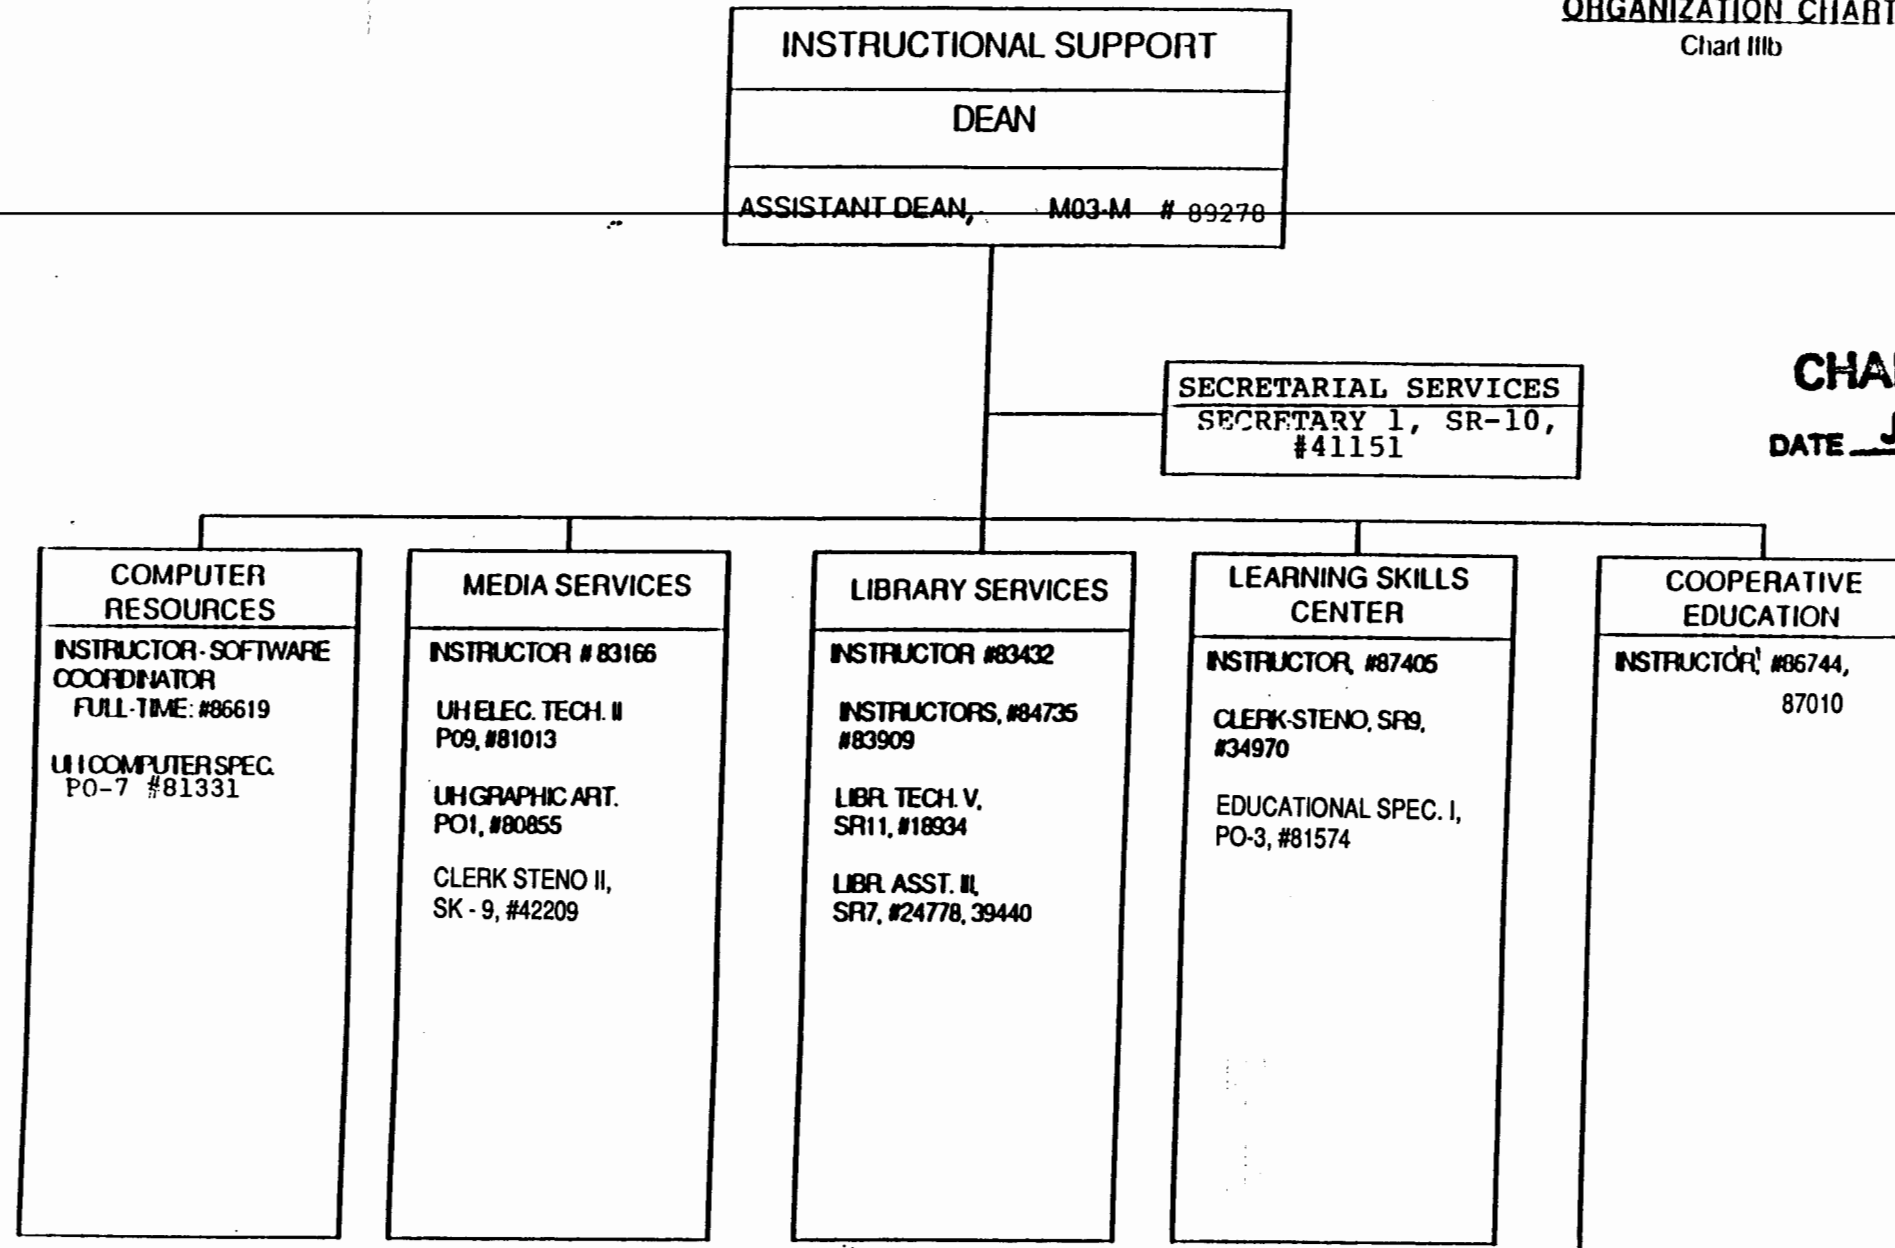 ORGANIZATION CHART
Chart IIIb
INSTRUCTIONAL SUPPORT
DEAN
ASSISTANT DEAN, M03-M # 89278
SECRETARIAL SERVICES
SECRETARY 1, SR-10,
#41151
DATE
COMPUTER
RESOURCES
INSTRUCTOR - SOFTWARE
COORDINATOR
FULL-TIME: #86619
UH COMPUTER SPEC.
PO-7 #81331
MEDIA SERVICES
INSTRUCTOR # 83166
UH ELEC. TECH. II
P09, #81013
UH GRAPHIC ART.
PO1, #80855
CLERK STENO II,
SK - 9, #42209
LIBRARY SERVICES
INSTRUCTOR #83432
INSTRUCTORS, #84735
#83909
LIBR. TECH. V,
SR11, #18934
LIBR. ASST. III,
SR7, #24778, 39440
LEARNING SKILLS
CENTER
INSTRUCTOR, #87405
CLERK-STENO, SR9,
#34970
EDUCATIONAL SPEC. I,
PO-3, #81574
COOPERATIVE
EDUCATION
INSTRUCTOR, #86744,
87010